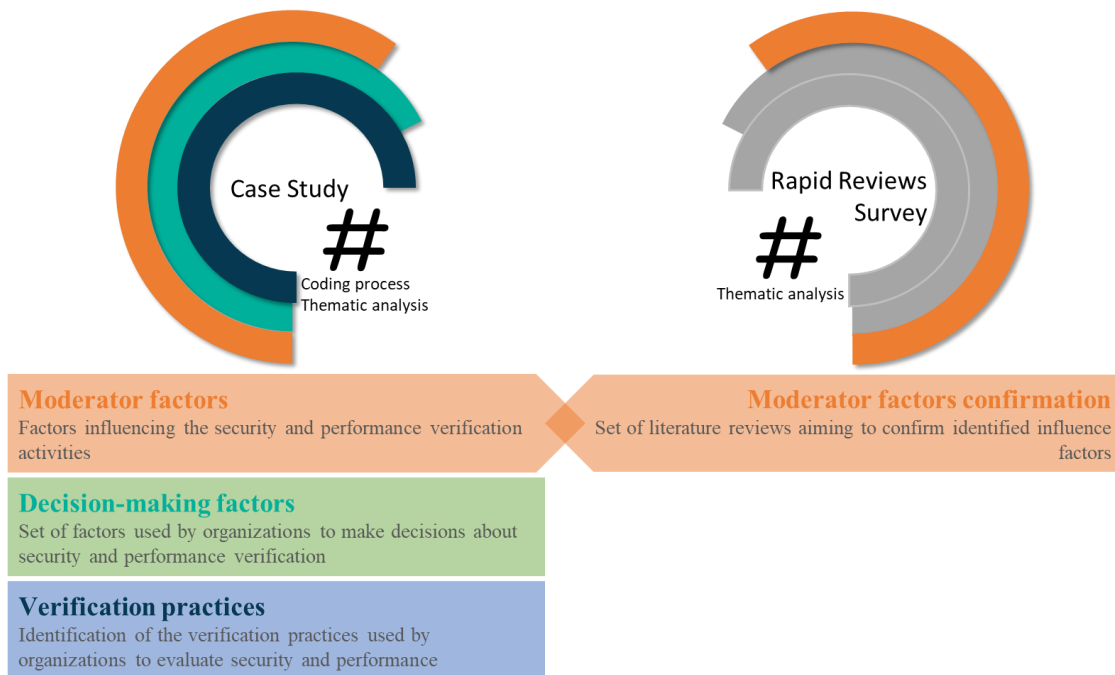 Case Study
#
Coding process
Thematic analysis
Rapid Reviews
Survey
#
Thematic analysis
Moderator factors
Factors influencing the security and performance verification
activities
Moderator factors confirmation
Set of literature reviews aiming to confirm identified influence
factors
Decision-making factors
Set of factors used by organizations to make decisions about
security and performance verification
Verification practices
Identification of the verification practices used by
organizations to evaluate security and performance